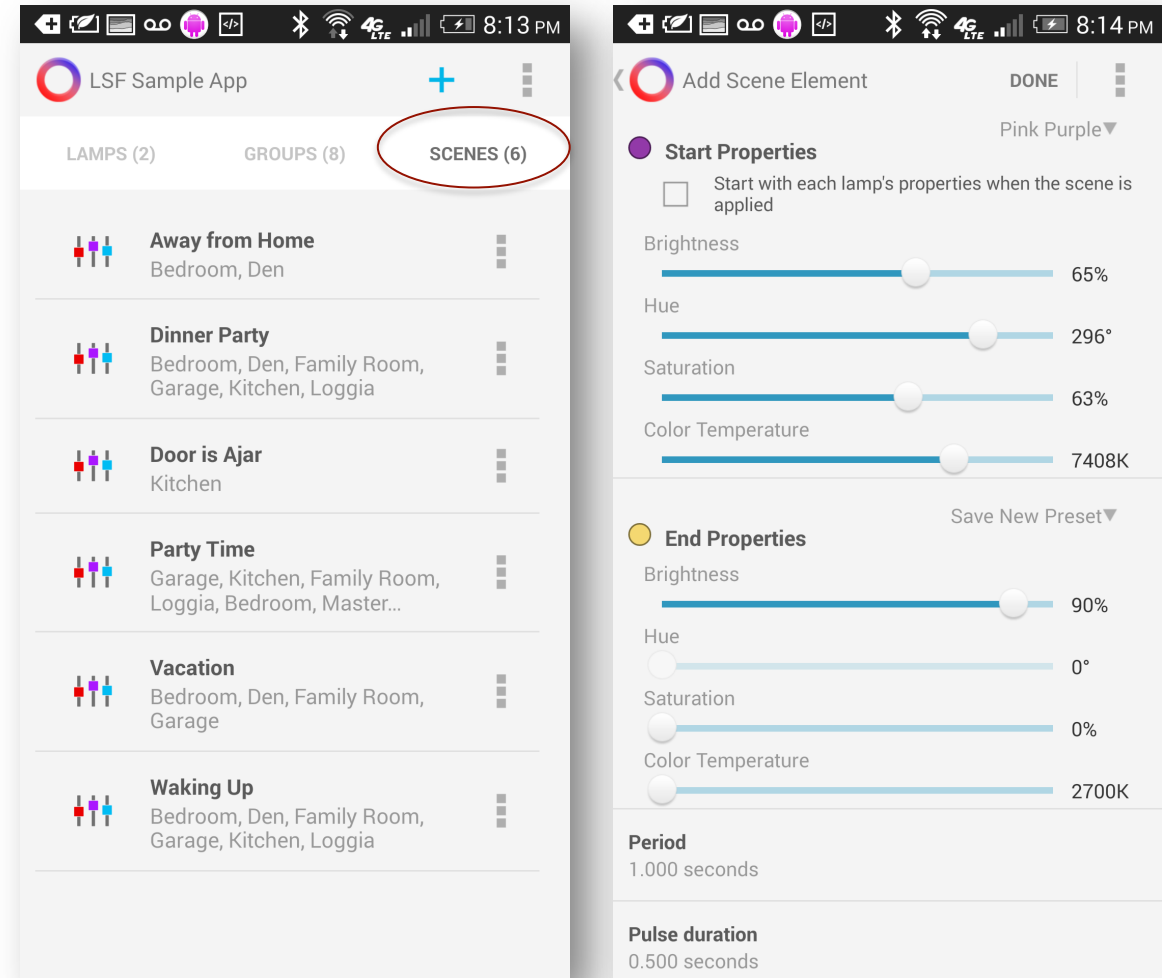 8:13 PM
LSF Sample App
LAMPS (2)
GROUPS (8)
SCENES (6)
Away from Home
Bedroom, Den
Dinner Party
Bedroom, Den, Family Room,
Garage, Kitchen, Loggia
Door is Ajar
Kitchen
Party Time
Garage, Kitchen, Family Room,
Loggia, Bedroom, Master...
Vacation
Bedroom, Den, Family Room,
Garage
Waking Up
Bedroom, Den, Family Room,
Garage, Kitchen, Loggia
4G LTE 8:14 PM
Add Scene Element
DONE
Pink Purple
Start Properties
Start with each lamp's properties when the scene is
applied
Brightness
65%
Hue
296°
Saturation
63%
Color Temperature
7408K
Save New Preset
End Properties
Brightness
90%
Hue
0°
Saturation
0%
Color Temperature
2700K
Period
1.000 seconds
Pulse duration
0.500 seconds